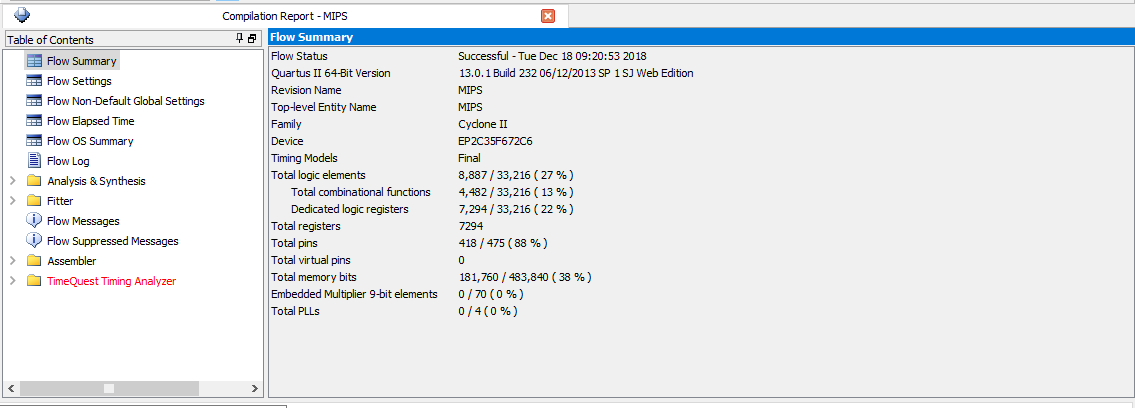 Compilation Report - MIPS
Table of Contents
Flow Summary
Flow Settings
Flow Non-Default Global Settings
Flow Elapsed Time
Flow OS Summary
Flow Log
Analysis & Synthesis
Fitter
Flow Messages
Flow Suppressed Messages
Assembler
TimeQuest Timing Analyzer
Flow Summary
Flow Status Successful - Tue Dec 18 09:20:53 2018
Quartus II 64-Bit Version 13.0.1 Build 232 06/12/2013 SP 1 SJ Web Edition
Revision Name MIPS
Top-level Entity Name MIPS
Family Cyclone II
Device EP2C35F672C6
Timing Models Final
Total logic elements 8,887 / 33,216 ( 27 % )
Total combinational functions 4,482 / 33,216 ( 13 % )
Dedicated logic registers 7,294 / 33,216 ( 22 % )
Total registers 7294
Total pins 418 / 475 ( 88 % )
Total virtual pins 0
Total memory bits 181,760 / 483,840 ( 38 % )
Embedded Multiplier 9-bit elements 0 / 70 ( 0 % )
Total PLLs 0 / 4 ( 0 % )